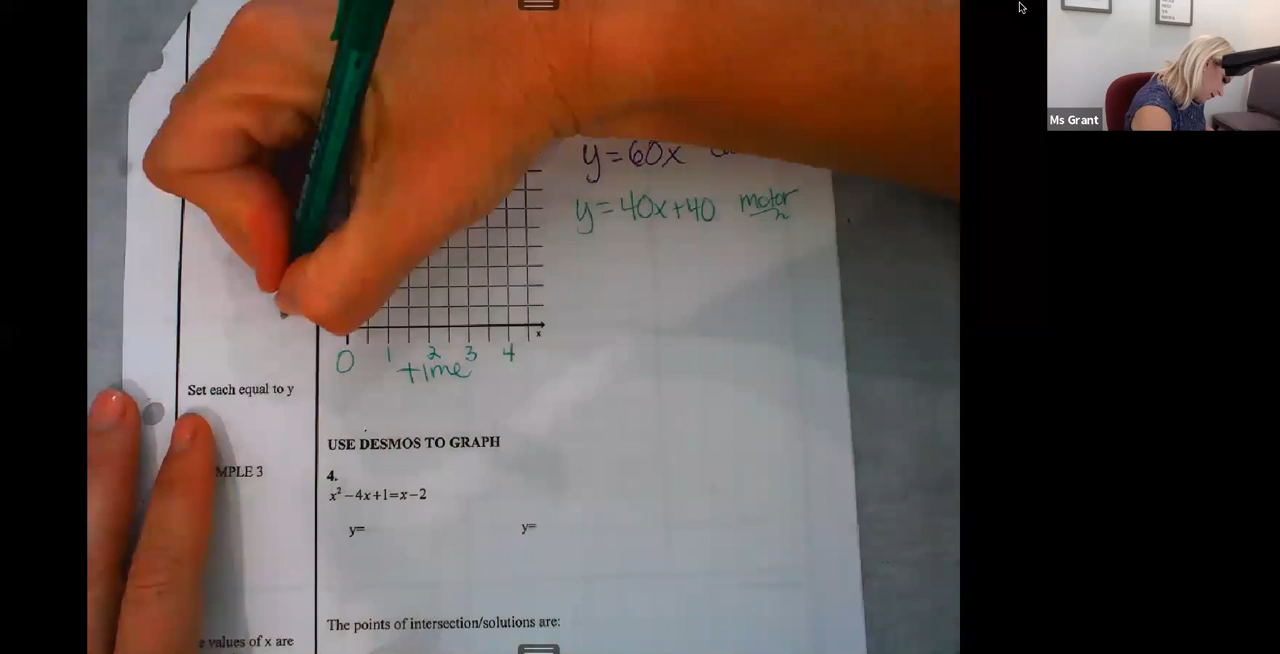 y=60x
y=40x+40 motor
x
0 1 2 3 4
time
Set each equal to y
USE DESMOS TO GRAPH
MPLE 3
4.
x²−4x+1=x−2
y= y=
The points of intersection/solutions are:
e values of x are
Ms Grant